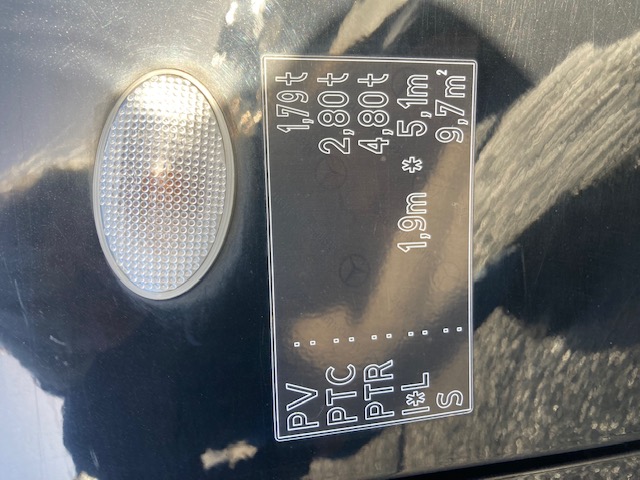 PV : 1,79 t
PTC : 2,80 t
PTR : 4,80 t
l*L : 1,9m * 5,1m
S : 9,7m²